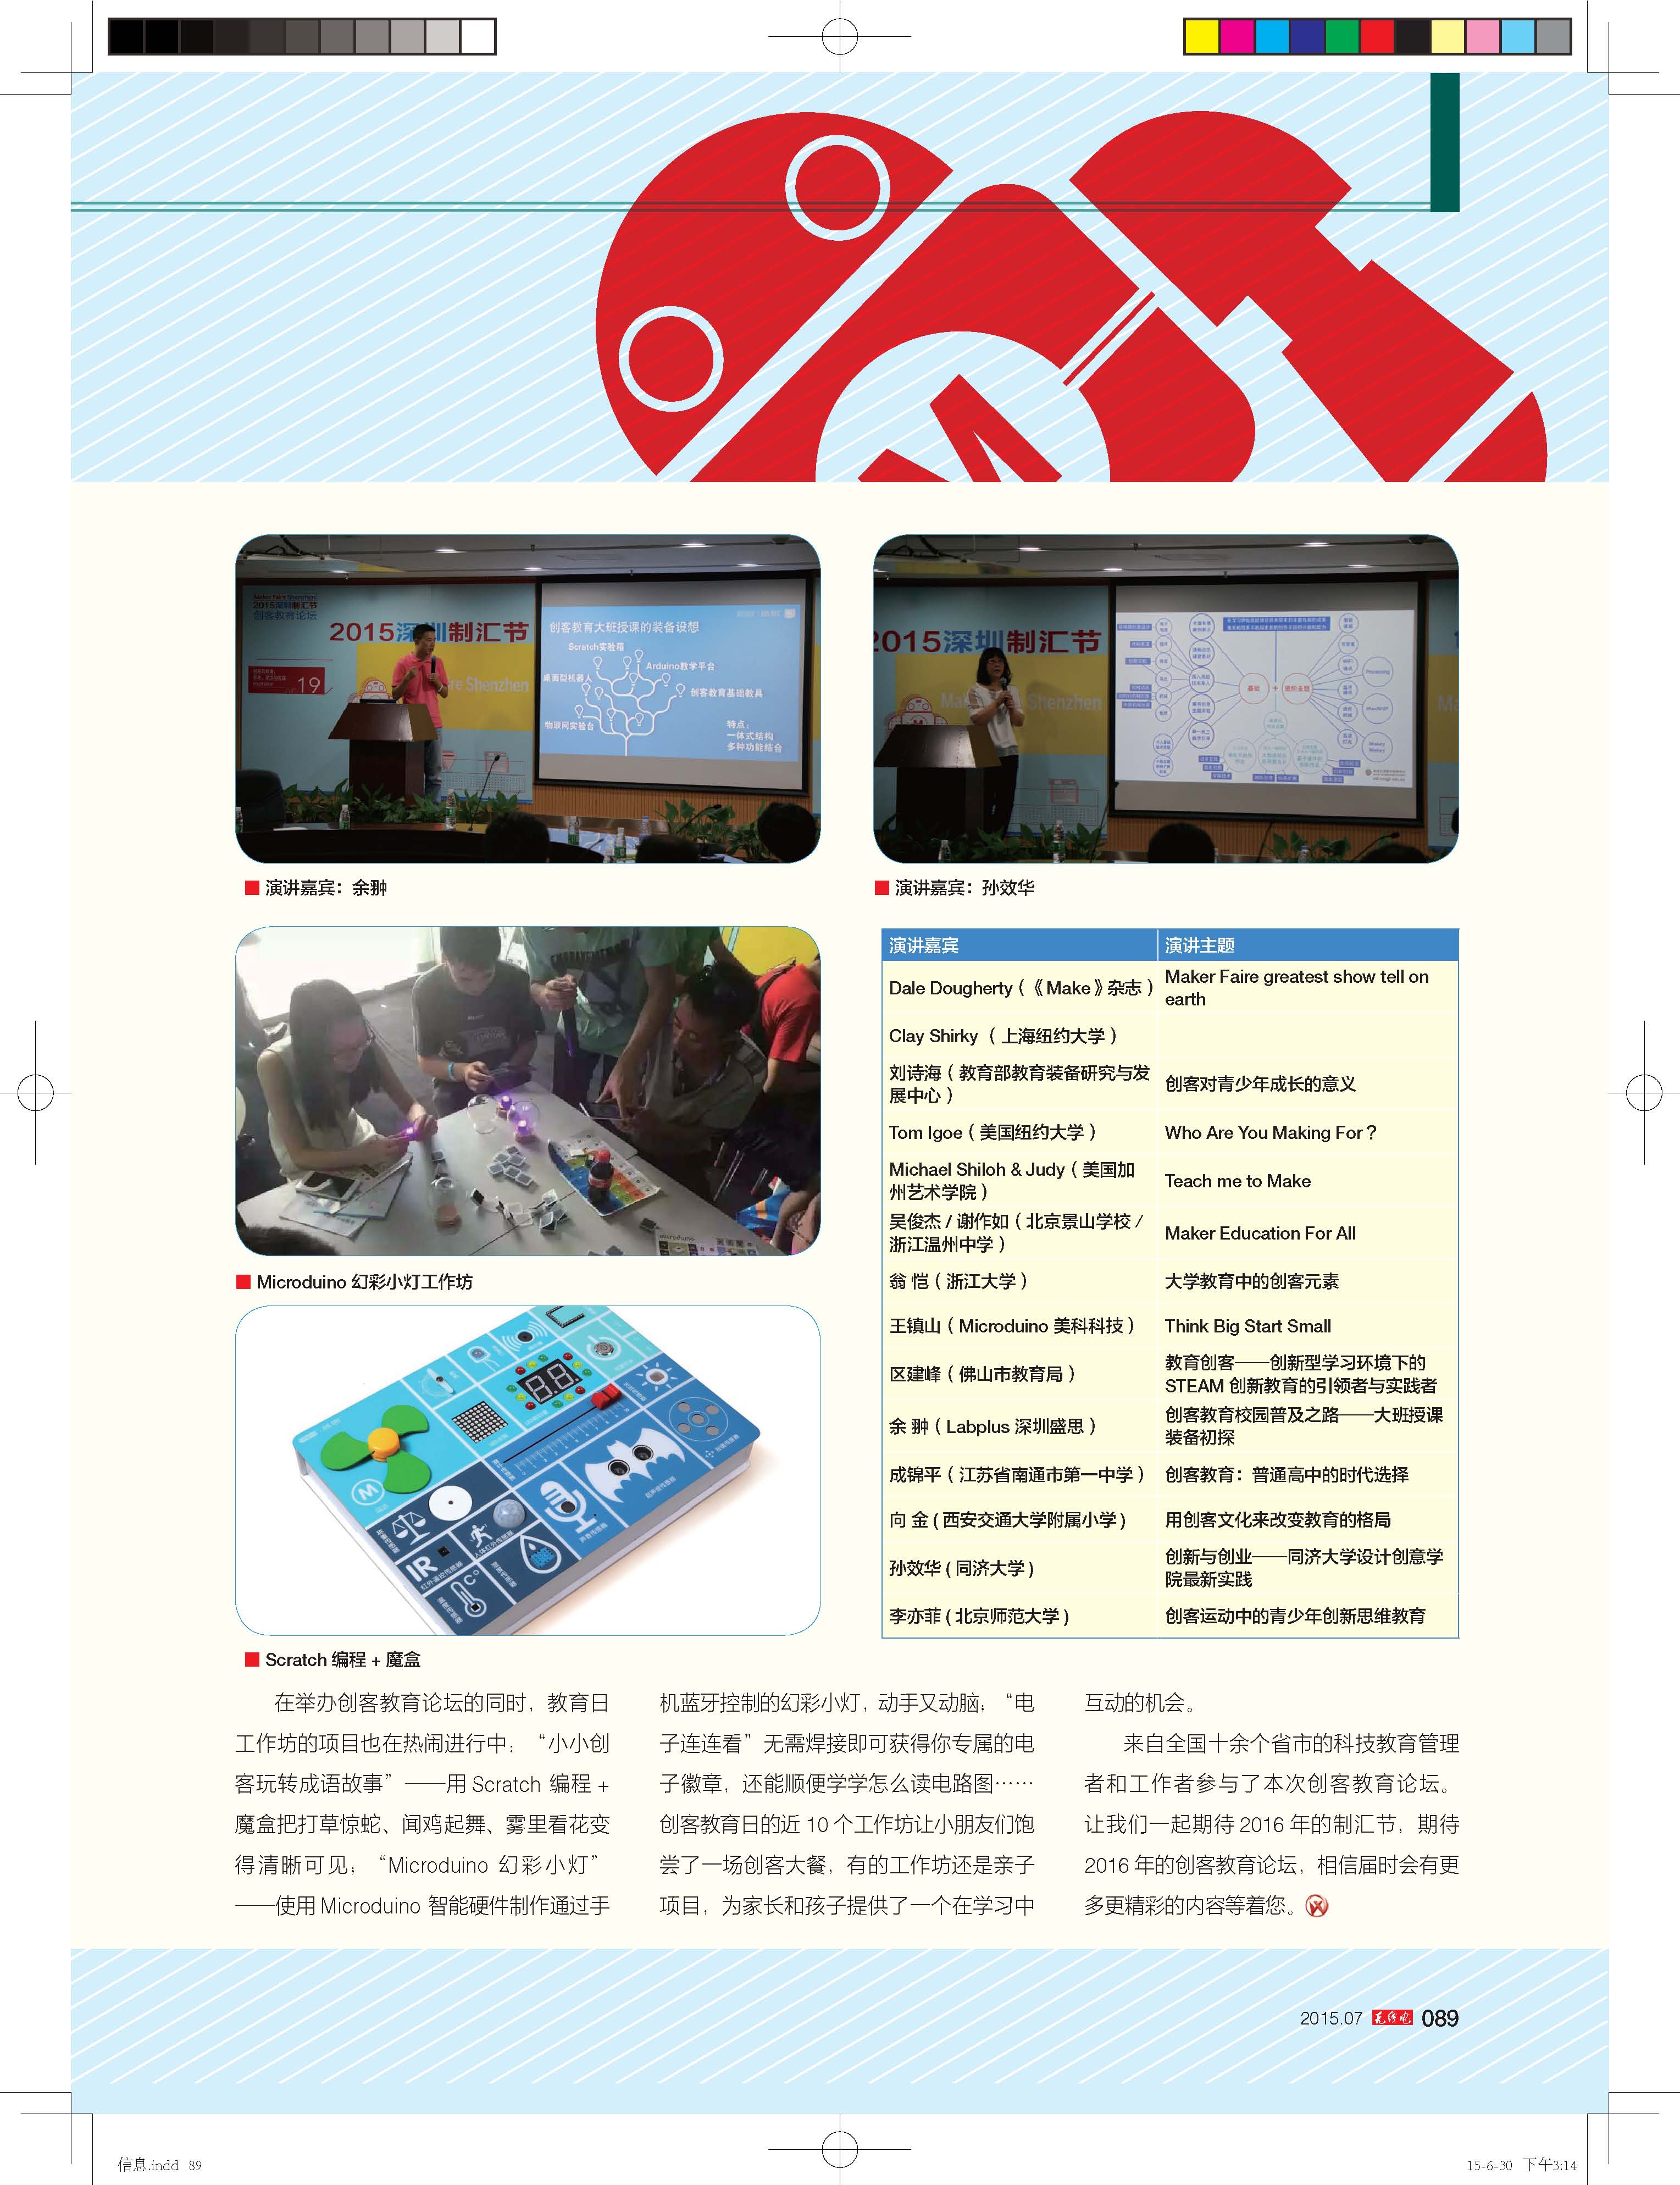 Maker Faire Shenzhen
2015深圳制汇节
创客教育论坛
2015深圳制汇节
19
re Shenzhen
创客教育大班授课的装备设想
Scratch实验箱
Arduino教学平台
桌面型机器人
创客教育基础教具
物联网实验台
特点：
一体式结构
多种功能结合
演讲嘉宾：余翀
2015深圳制汇节
Shenzhen
基础
+
进阶主题
Processing
演讲嘉宾：孙效华
Microduino 幻彩小灯工作坊
M
IR
C°
Scratch 编程 + 魔盒
演讲嘉宾 演讲主题
Dale Dougherty（《Make》杂志） Maker Faire greatest show tell on
earth
Clay Shirky （上海纽约大学）
刘诗海（教育部教育装备研究与发
展中心） 创客对青少年成长的意义
Tom Igoe（美国纽约大学） Who Are You Making For？
Michael Shiloh & Judy（美国加
州艺术学院） Teach me to Make
吴俊杰 / 谢作如（北京景山学校 /
浙江温州中学） Maker Education For All
翁 恺（浙江大学） 大学教育中的创客元素
王镇山（Microduino 美科科技） Think Big Start Small
区建峰（佛山市教育局） 教育创客——创新型学习环境下的
STEAM 创新教育的引领者与实践者
余 翀（Labplus 深圳盛思） 创客教育校园普及之路——大班授课
装备初探
成锦平（江苏省南通市第一中学） 创客教育：普通高中的时代选择
向 金 ( 西安交通大学附属小学 ) 用创客文化来改变教育的格局
孙效华 ( 同济大学 ) 创新与创业——同济大学设计创意学
院最新实践
李亦菲 ( 北京师范大学 ) 创客运动中的青少年创新思维教育
在举办创客教育论坛的同时，教育日
工作坊的项目也在热闹进行中：“小小创
客玩转成语故事”——用 Scratch 编程 +
魔盒把打草惊蛇、闻鸡起舞、雾里看花变
得清晰可见；“Microduino 幻彩小灯”
——使用 Microduino 智能硬件制作通过手
机蓝牙控制的幻彩小灯，动手又动脑；“电
子连连看”无需焊接即可获得你专属的电
子徽章，还能顺便学学怎么读电路图……
创客教育日的近 10 个工作坊让小朋友们饱
尝了一场创客大餐，有的工作坊还是亲子
项目，为家长和孩子提供了一个在学习中
互动的机会。
来自全国十余个省市的科技教育管理
者和工作者参与了本次创客教育论坛。
让我们一起期待 2016 年的制汇节，期待
2016 年的创客教育论坛，相信届时会有更
多更精彩的内容等着您。
2015.07 无线电 089
信息.indd 89
15-6-30 下午3:14